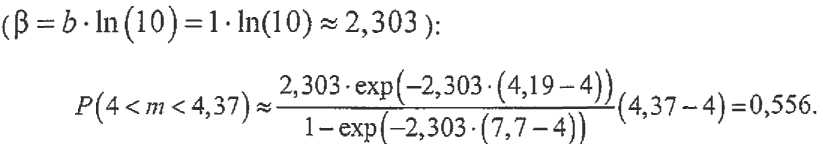 (β = b · ln(10) = 1 · ln(10) ≈ 2,303 ):
P(4 < m < 4,37) ≈ \frac{2,303 · exp(−2,303 · (4,19 − 4))}{1 − exp(−2,303 · (7,7 − 4))}(4,37 − 4) = 0,556.